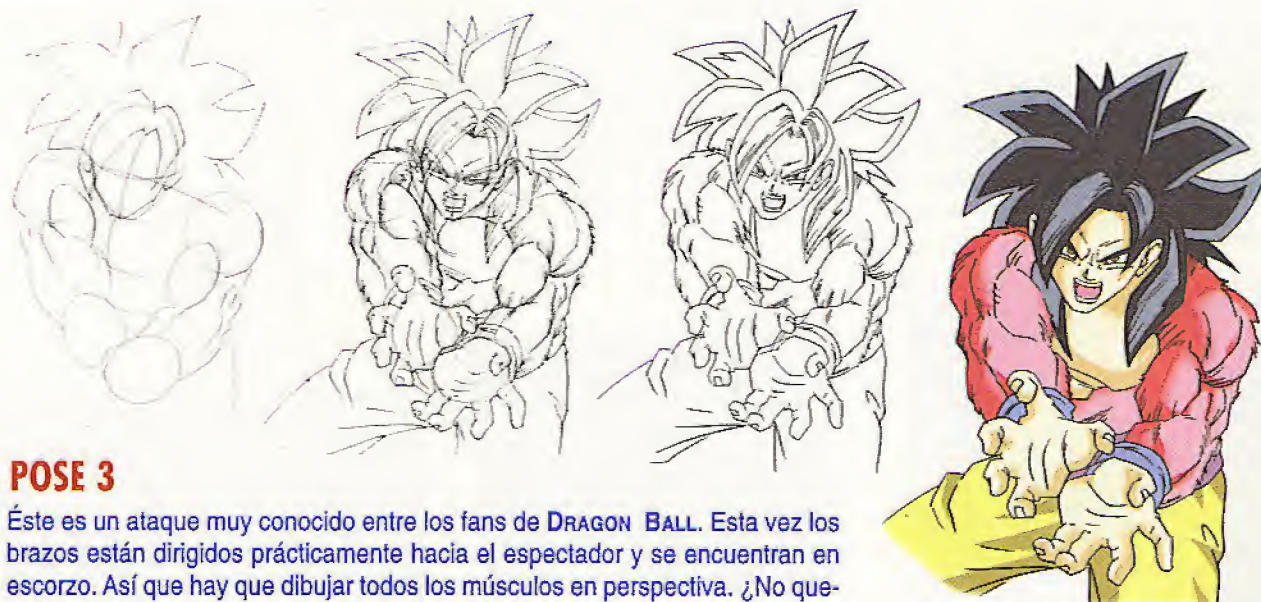 POSE 3
Éste es un ataque muy conocido entre los fans de DRAGON BALL. Esta vez los
brazos están dirigidos prácticamente hacia el espectador y se encuentran en
escorzo. Así que hay que dibujar todos los músculos en perspectiva. ¿No que-